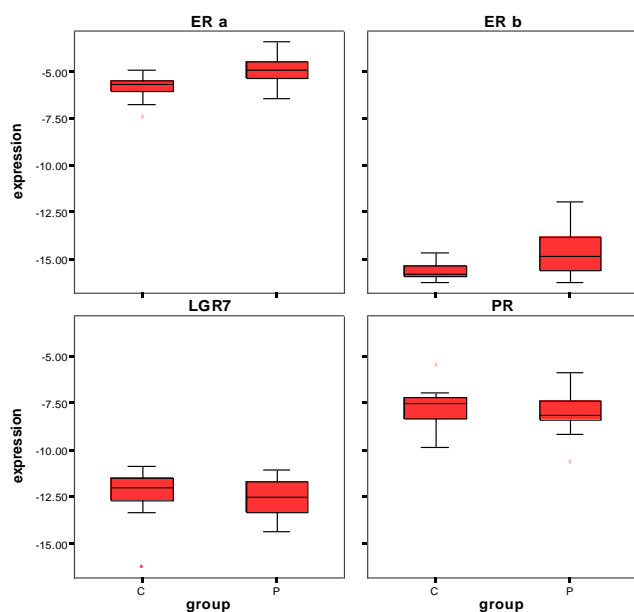 ER a
ER b
expression
-5.00
-7.50
-10.00
-12.50
-15.00
LGR7
PR
expression
-5.00
-7.50
-10.00
-12.50
-15.00
C
P
C
P
group
group